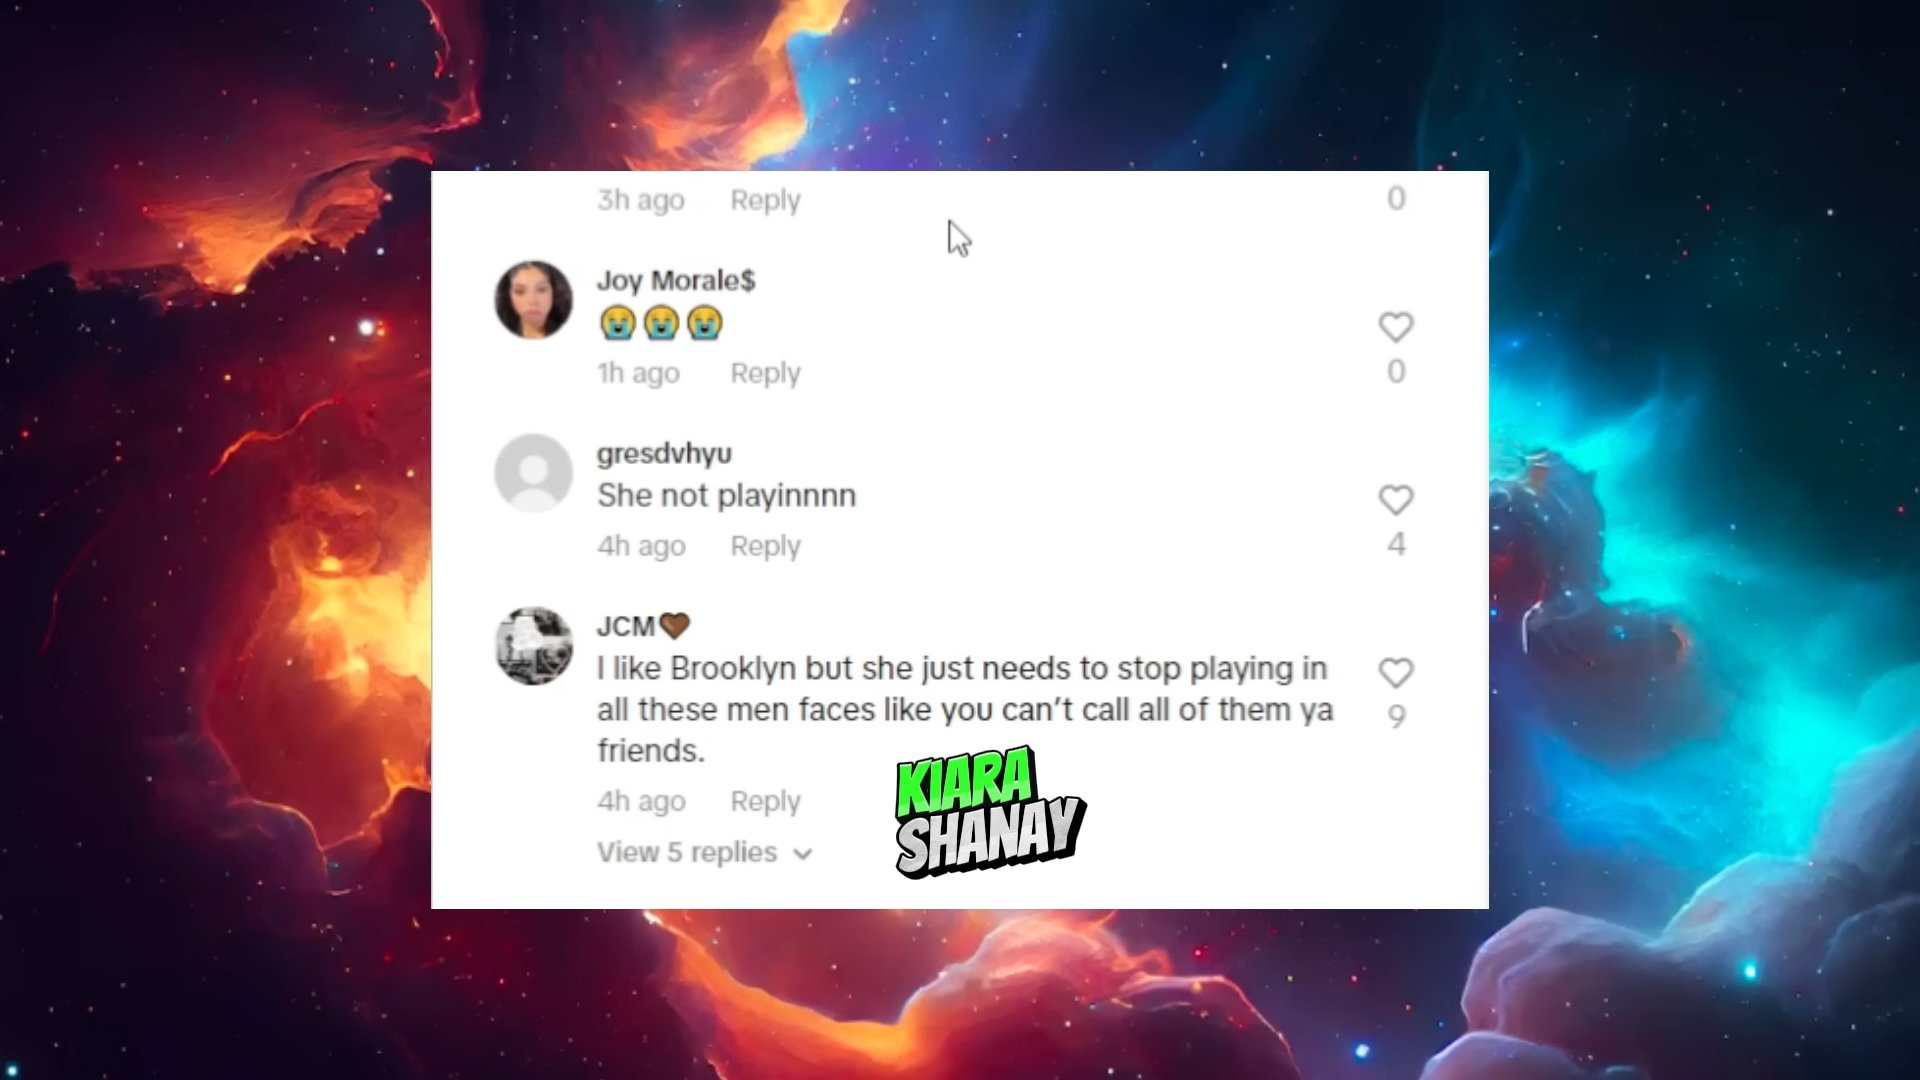 3h ago Reply 0
Joy Morale$
😭😭😭
1h ago Reply 0
gresdvhyu
She not playinnnn
4h ago Reply 4
JCM🤎
I like Brooklyn but she just needs to stop playing in
all these men faces like you can’t call all of them ya 9
friends.
4h ago Reply
View 5 replies
KIARA
SHANAY